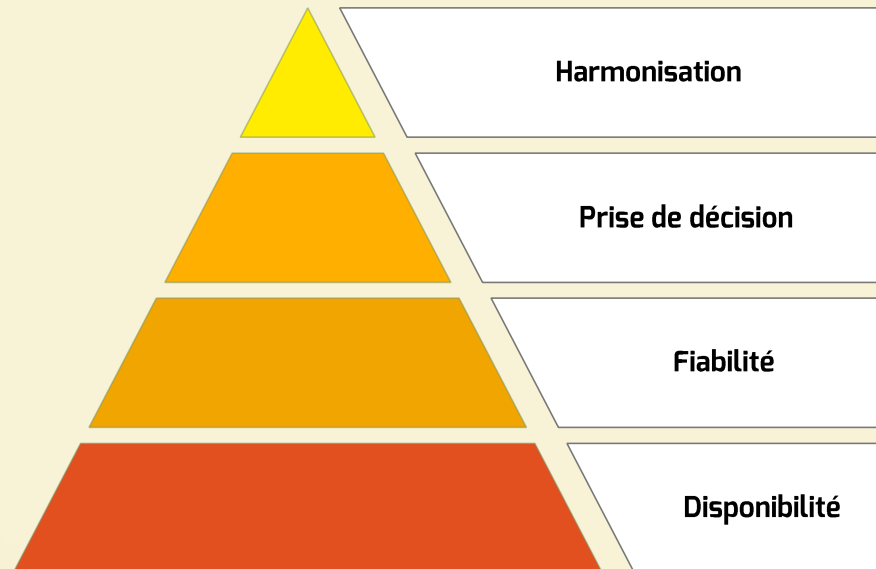 Harmonisation
Prise de décision
Fiabilité
Disponibilité